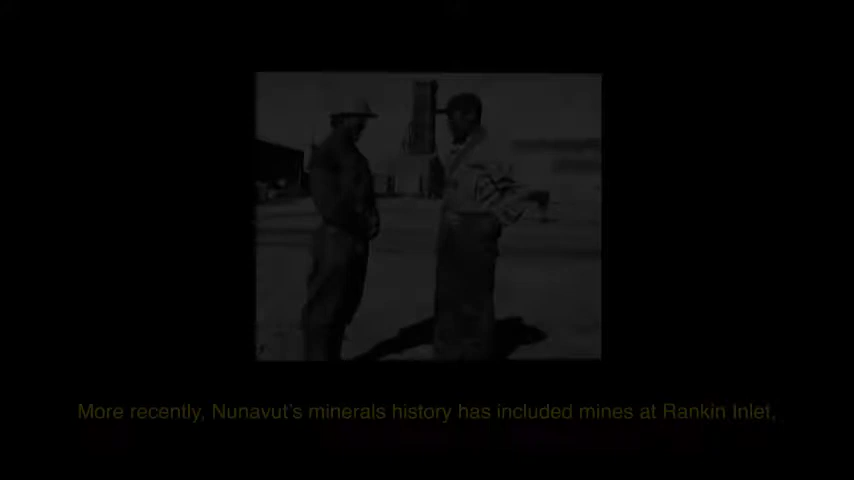 More recently, Nunavut's minerals history has included mines at Rankin Inlet,